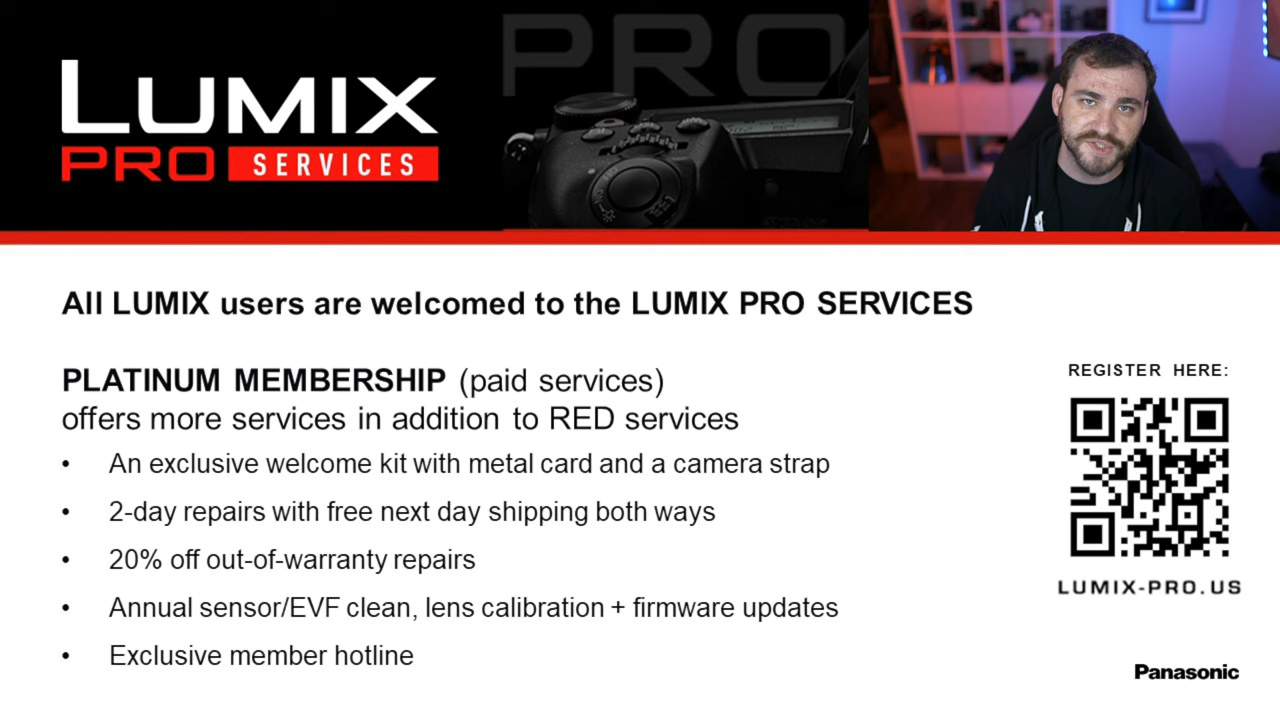 PRO
LUMIX
PRO SERVICES
All LUMIX users are welcomed to the LUMIX PRO SERVICES
PLATINUM MEMBERSHIP (paid services)
offers more services in addition to RED services
• An exclusive welcome kit with metal card and a camera strap
• 2-day repairs with free next day shipping both ways
• 20% off out-of-warranty repairs
• Annual sensor/EVF clean, lens calibration + firmware updates
• Exclusive member hotline
REGISTER HERE:
LUMIX-PRO.US
Panasonic